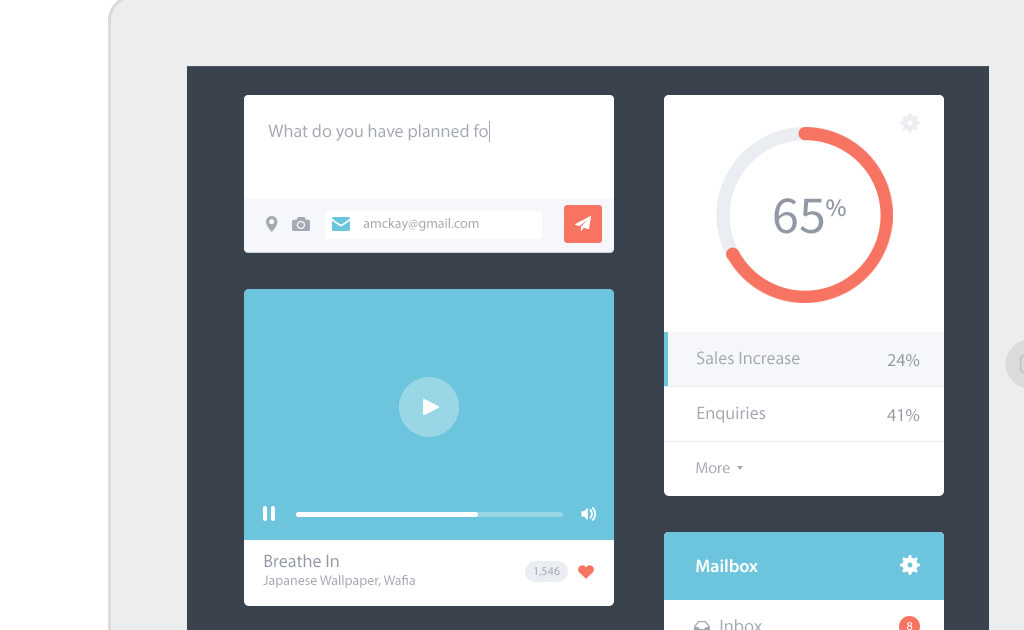 What do you have planned fo
amckay@gmail.com
65%
Sales Increase 24%
Enquiries 41%
More
Breathe In
Japanese Wallpaper, Wafia
1,546
Mailbox
Inbox 8